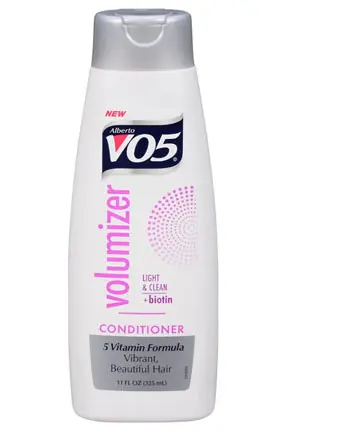 NEW
Alberto
VO5®
volumizer
LIGHT
& CLEAN
+biotin
CONDITIONER
5 Vitamin Formula
Vibrant,
Beautiful Hair
11 FL OZ (325 mL)